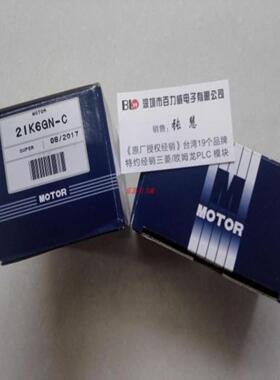 MOTOR
2IK6GN-C
SUPER 08/2017
深圳市百力威电子有限公司
销售：张慧
《原厂授权经销》台湾19个品牌
特约经销三菱/欧姆龙PLC 模块
M
MOTOR